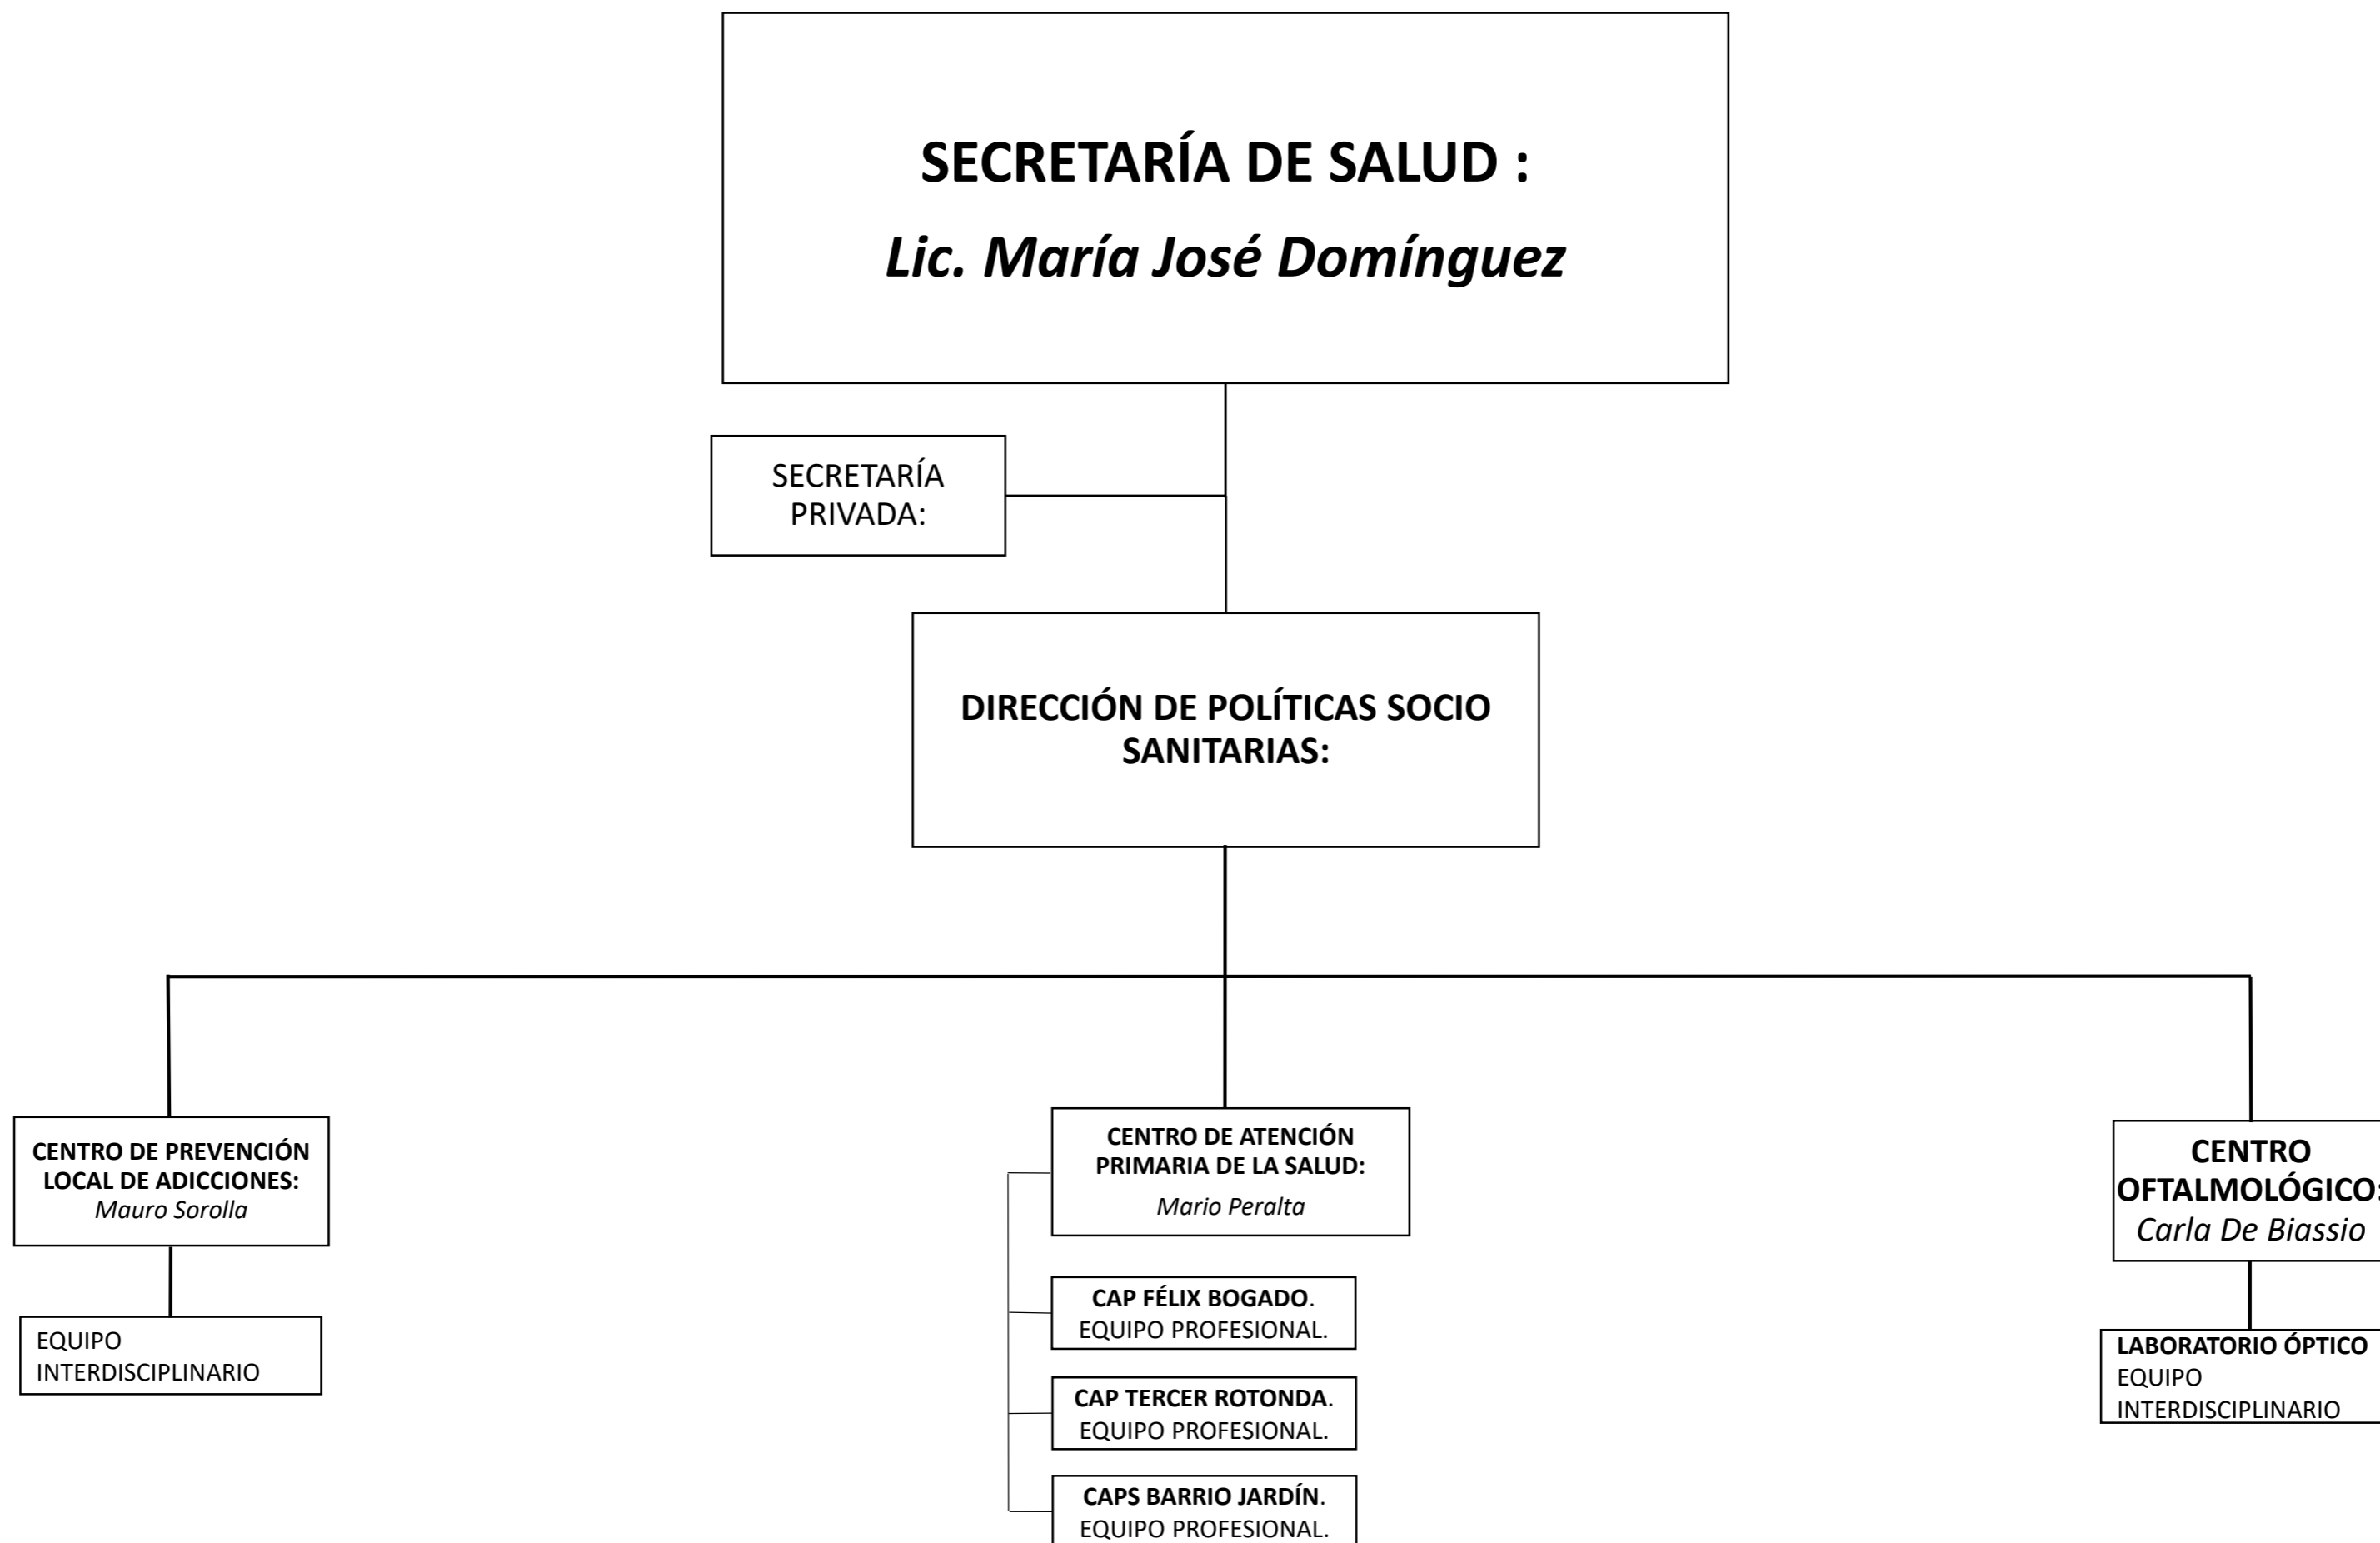 SECRETARÍA DE SALUD :
Lic. María José Domínguez
SECRETARÍA
PRIVADA:
DIRECCIÓN DE POLÍTICAS SOCIO
SANITARIAS:
CENTRO DE PREVENCIÓN
LOCAL DE ADICCIONES:
Mauro Sorolla
EQUIPO
INTERDISCIPLINARIO
CENTRO DE ATENCIÓN
PRIMARIA DE LA SALUD:
Mario Peralta
CAP FÉLIX BOGADO.
EQUIPO PROFESIONAL.
CAP TERCER ROTONDA.
EQUIPO PROFESIONAL.
CAPS BARRIO JARDÍN.
EQUIPO PROFESIONAL.
CENTRO
OFTALMOLÓGICO:
Carla De Biassio
LABORATORIO ÓPTICO
EQUIPO
INTERDISCIPLINARIO